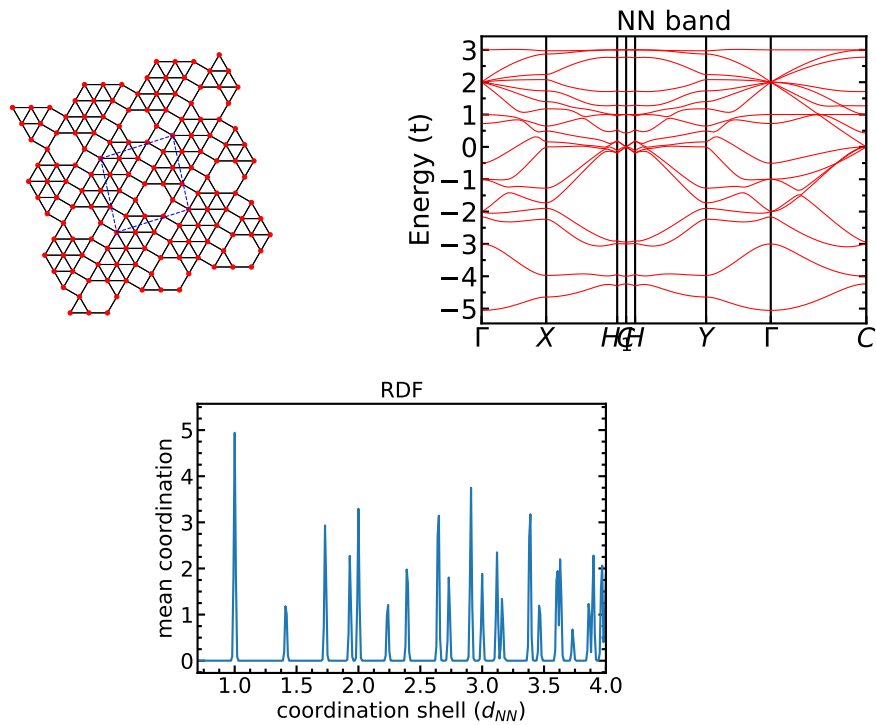 NN band
Energy (t)
3
2
1
0
−1
−2
−3
−4
−5
Γ X H C H₁ Y Γ C
RDF
mean coordination
5
4
3
2
1
0
1.0 1.5 2.0 2.5 3.0 3.5 4.0
coordination shell (d_NN)